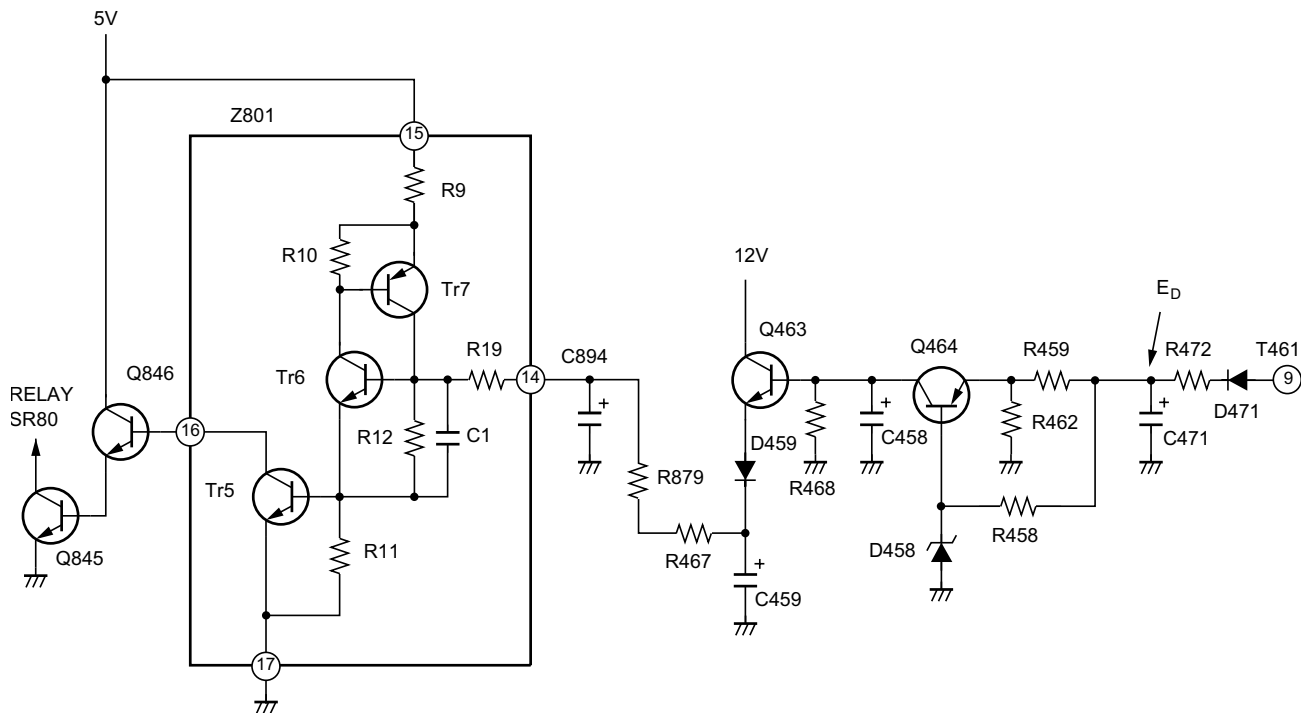 5V
Z801
15
R9
R10
Tr7
12V
E_D
Q463
Q464
R459
R472
T461
R19
C894
Tr6
14
9
Q846
RELAY
SR80
D471
+
+
+
R462
C471
R12
C1
D459
C458
16
R468
R879
Tr5
R458
R11
R467
D458
Q845
+
C459
17